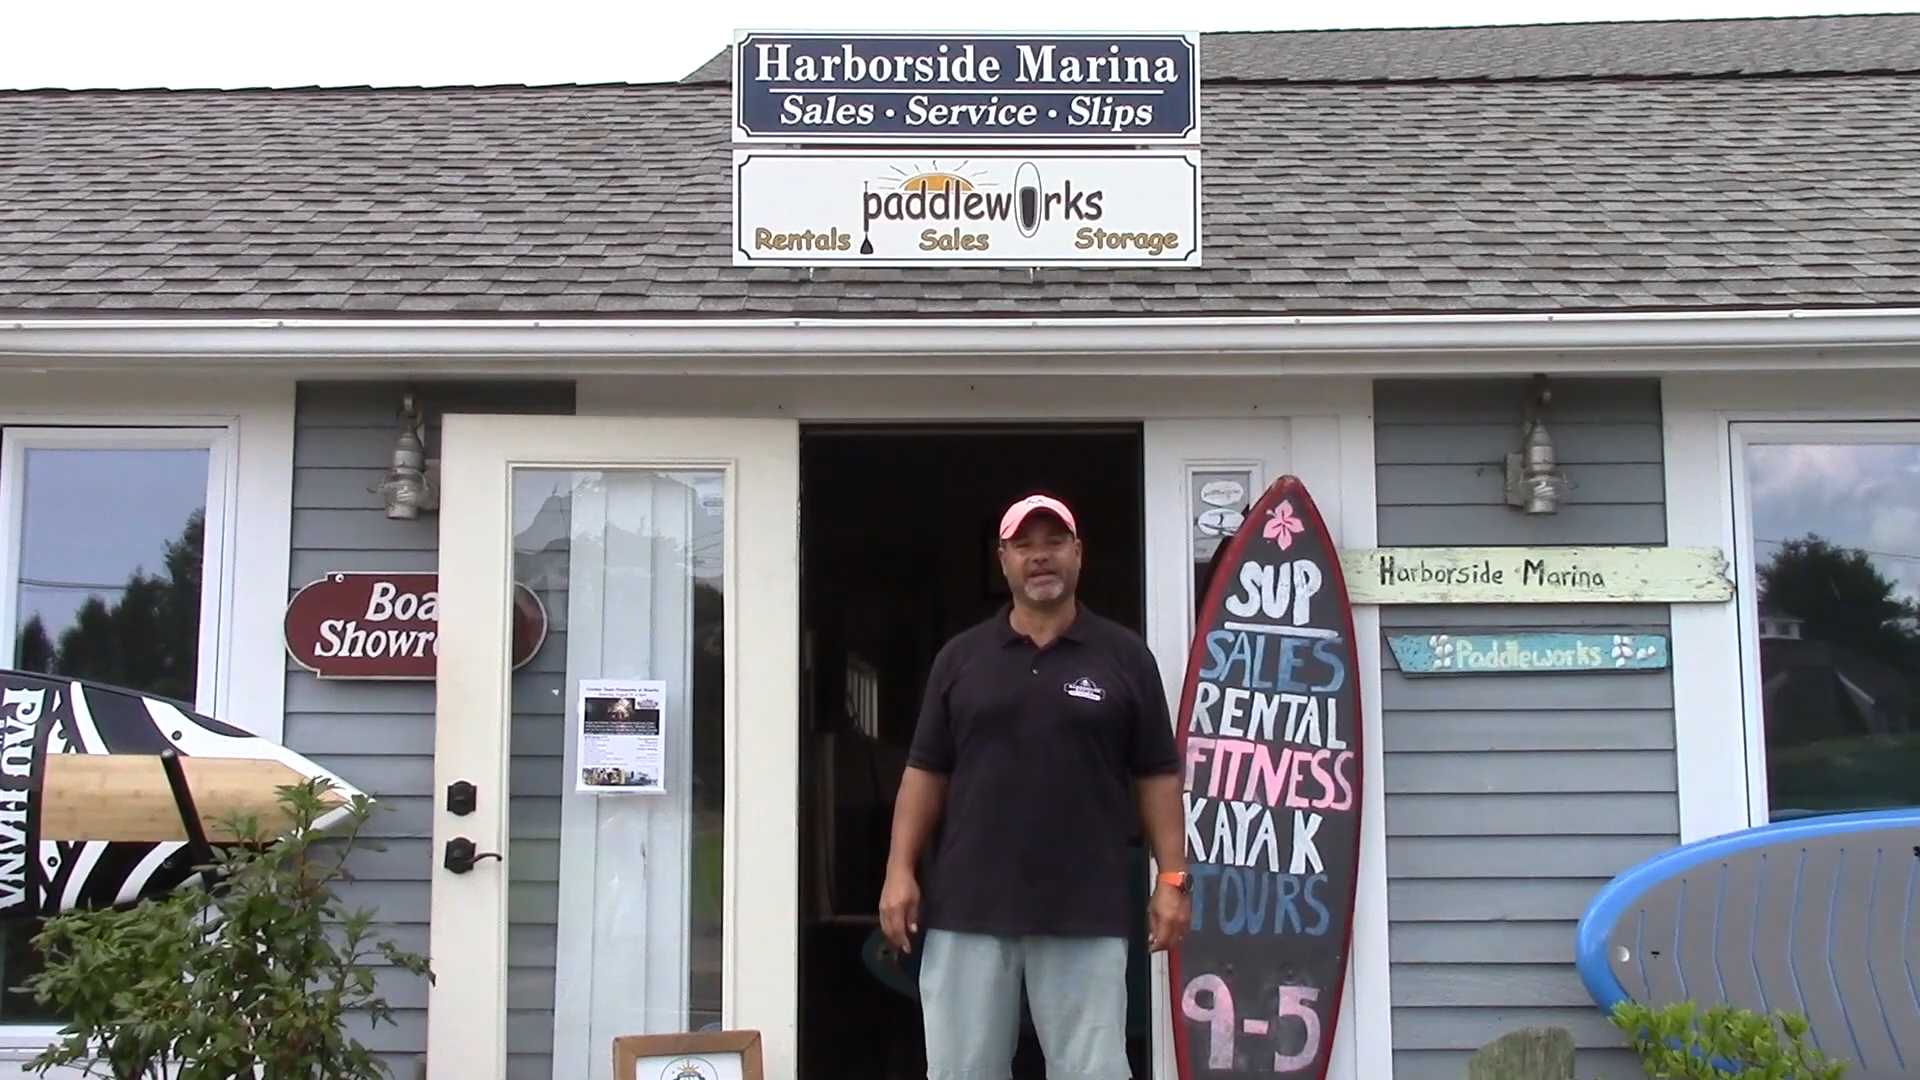 Harborside Marina
Sales · Service · Slips
paddleworks
Rentals Sales Storage
Boa
Showr
PAU HANA
SUP
SALES
RENTAL
FITNESS
KAYAK
TOURS
9-5
Harborside Marina
Paddleworks